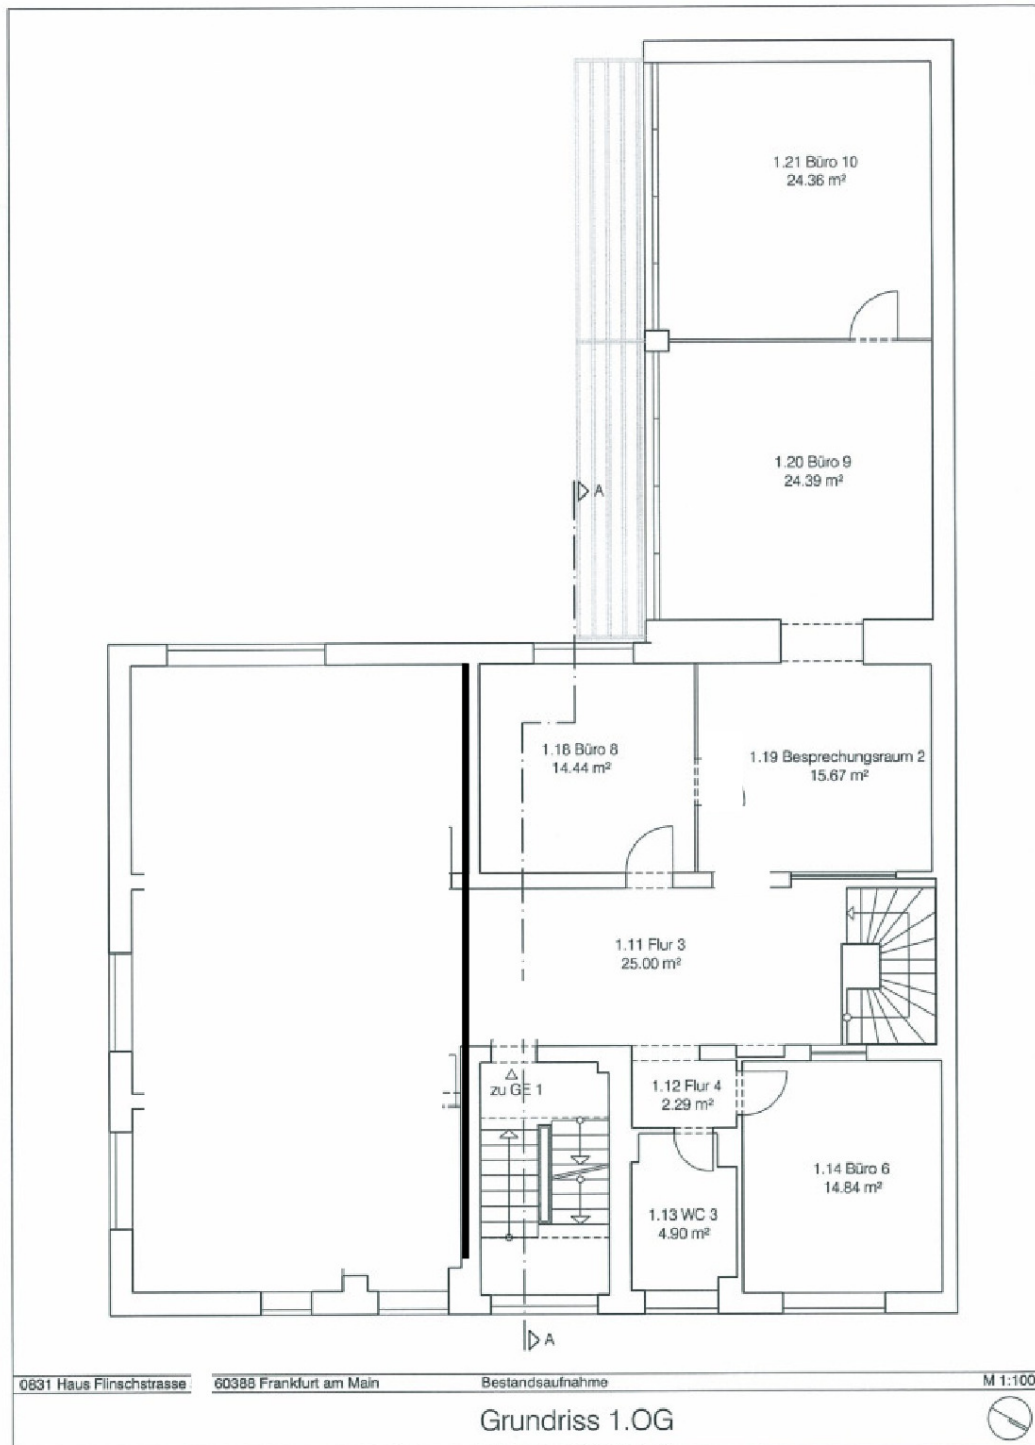 1.21 Büro 10
24.36 m²
1.20 Büro 9
24.39 m²
A
1.18 Büro 8
14.44 m²
1.19 Besprechungsraum 2
15.67 m²
1.11 Flur 3
25.00 m²
zu GE 1
1.12 Flur 4
2.29 m²
1.14 Büro 6
14.84 m²
1.13 WC 3
4.90 m²
A
0831 Haus Flinschstrasse 60388 Frankfurt am Main Bestandsaufnahme M 1:100
Grundriss 1.OG